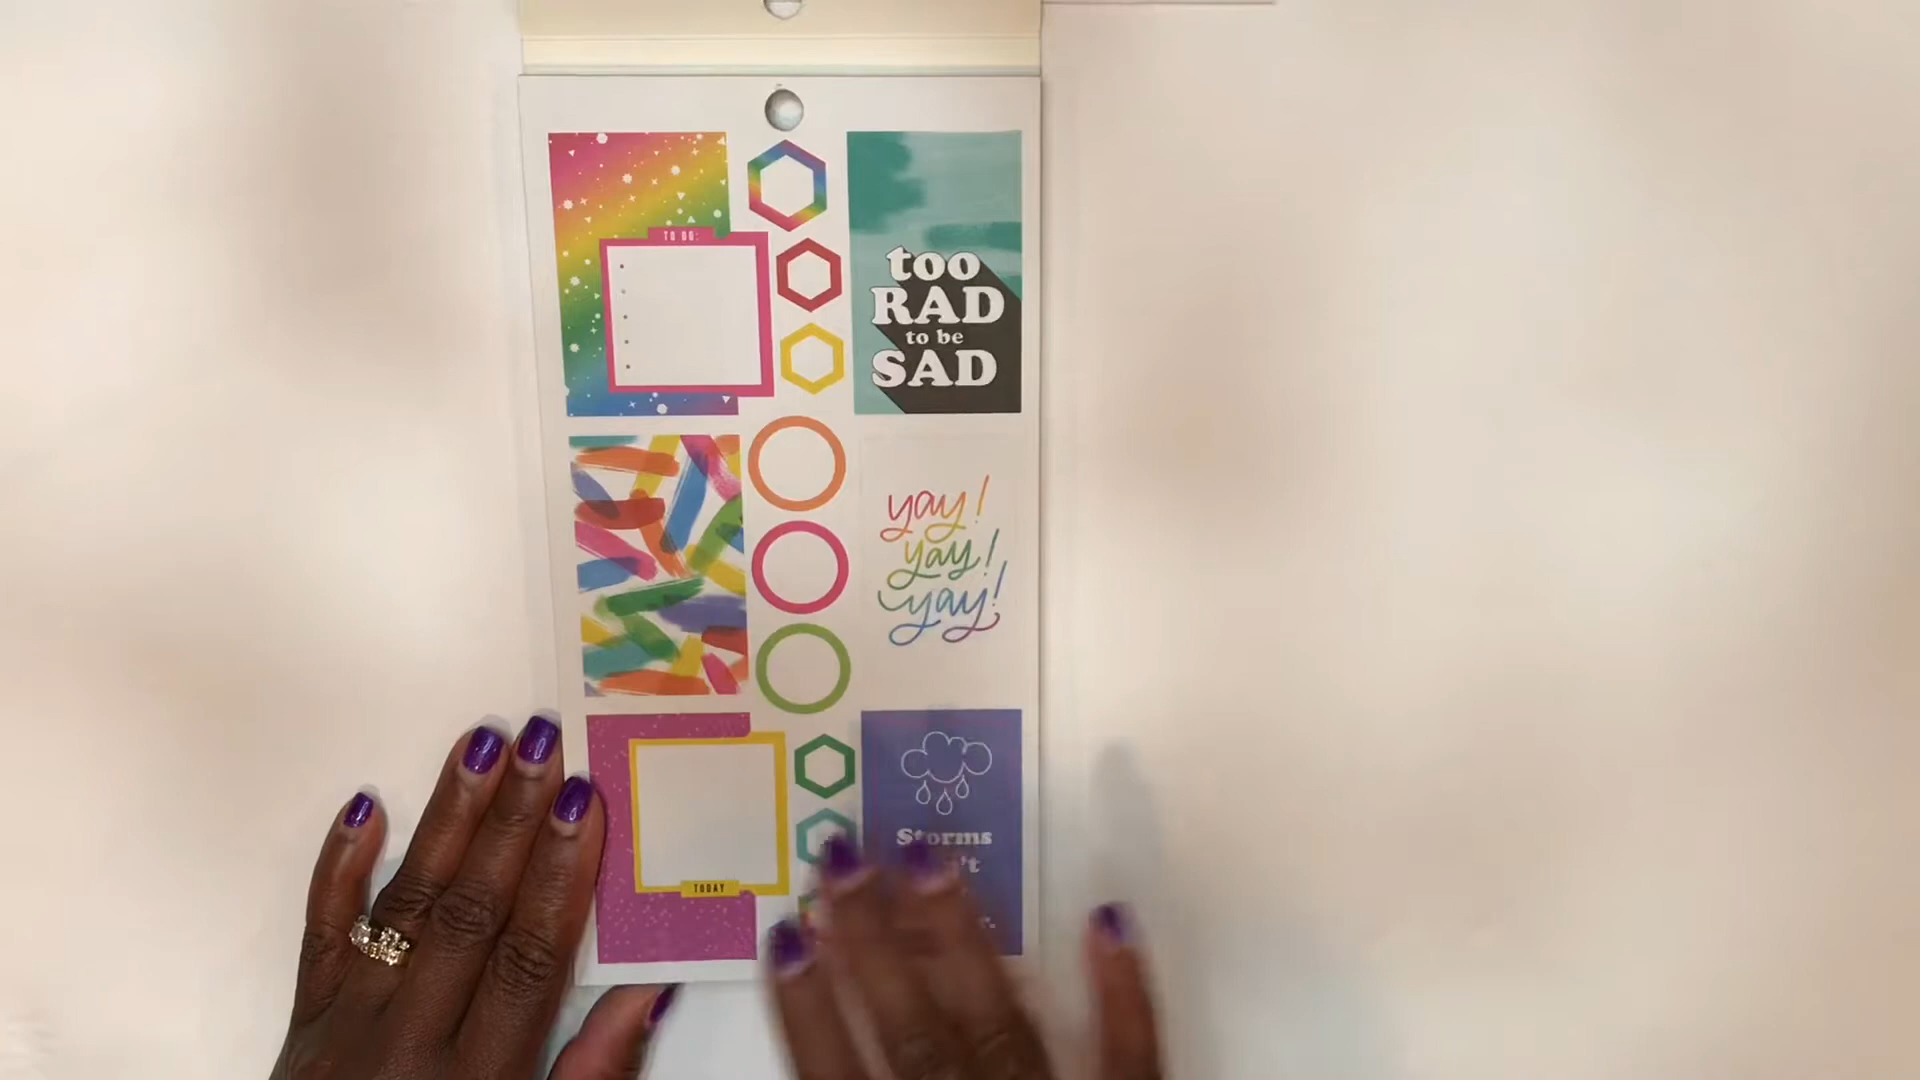 TO DO:
too
RAD
to be
SAD
yay!
yay!
yay!
Storms
TODAY